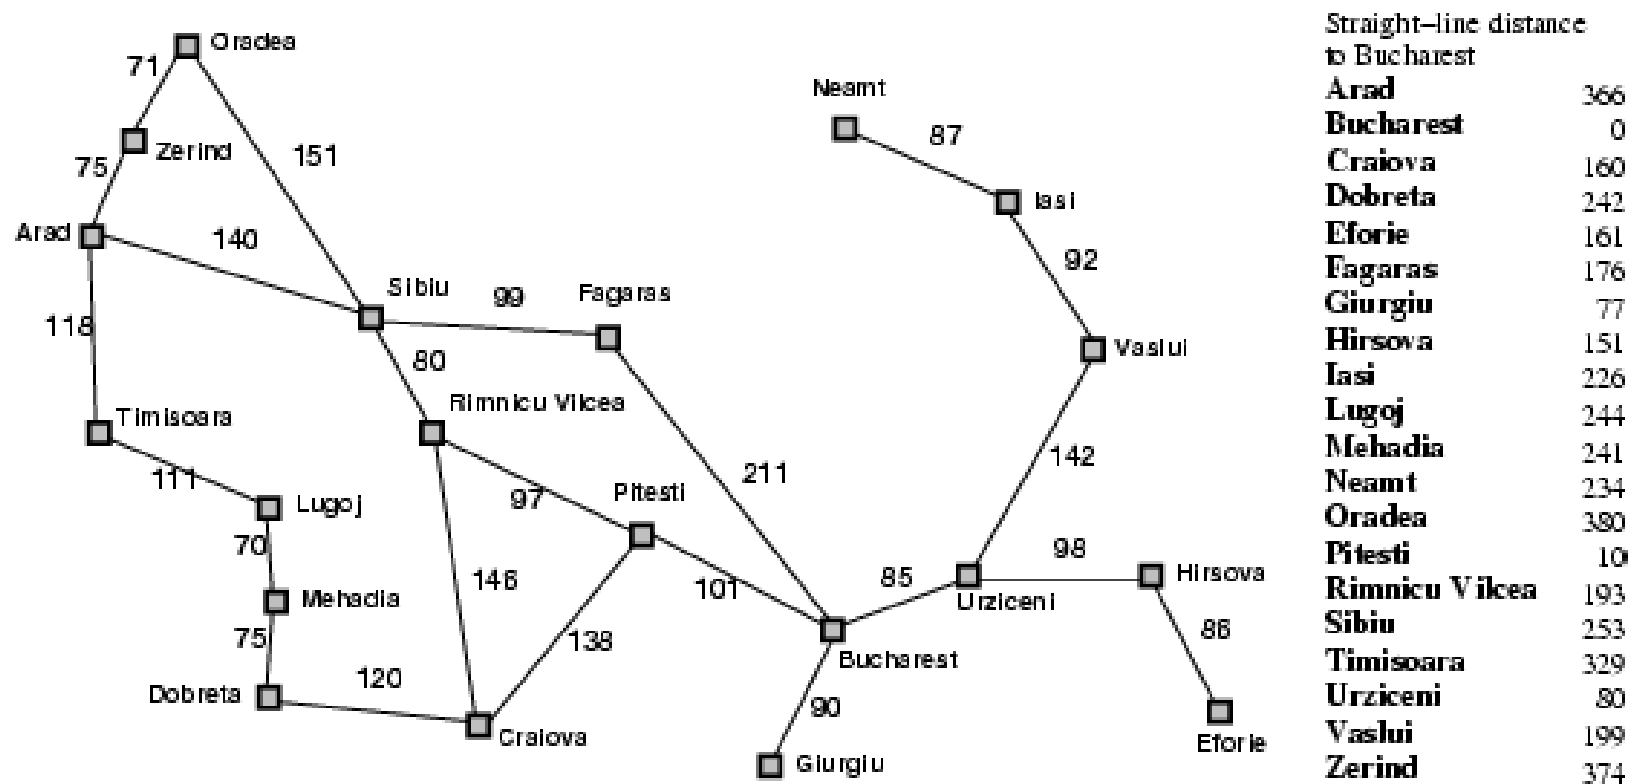 Oradea
71
Neamt
87
Zerind
151
75
Iasi
Arad
140
92
Sibiu
99
Fagaras
118
80
Vaslui
Timisoara
Rimnicu Vilcea
142
111
211
Lugoj
97
Pitesti
70
98
Hirsova
146
85
Mehadia
101
Urziceni
86
75
138
Bucharest
Dobreta
120
90
Craiova
Eforie
Giurgiu
Straight–line distance
to Bucharest
Arad 366
Bucharest 0
Craiova 160
Dobreta 242
Eforie 161
Fagaras 176
Giurgiu 77
Hirsova 151
Iasi 226
Lugoj 244
Mehadia 241
Neamt 234
Oradea 380
Pitesti 10
Rimnicu Vilcea 193
Sibiu 253
Timisoara 329
Urziceni 80
Vaslui 199
Zerind 374